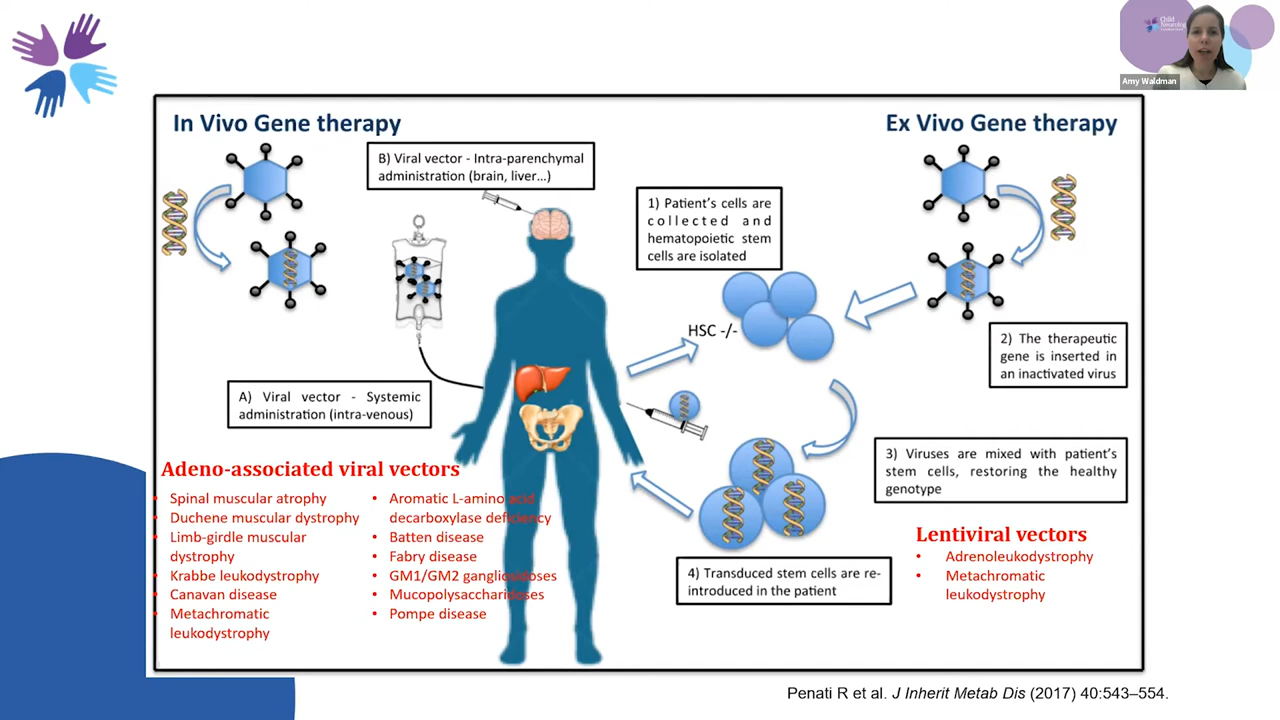 Child
Neurology
Amy Waldman
In Vivo Gene therapy
Ex Vivo Gene therapy
B) Viral vector - Intra-parenchymal
administration (brain, liver…)
1) Patient's cells are
collected and
hematopoietic stem
cells are isolated
HSC -/-
2) The therapeutic
gene is inserted in
an inactivated virus
A) Viral vector - Systemic
administration (intra-venous)
3) Viruses are mixed with patient's
stem cells, restoring the healthy
genotype
4) Transduced stem cells are re-
introduced in the patient
Adeno-associated viral vectors
• Spinal muscular atrophy
• Duchene muscular dystrophy
• Limb-girdle muscular
dystrophy
• Krabbe leukodystrophy
• Canavan disease
• Metachromatic
leukodystrophy
• Aromatic L-amino acid
decarboxylase deficiency
• Batten disease
• Fabry disease
• GM1/GM2 gangliosidoses
• Mucopolysaccharidoses
• Pompe disease
Lentiviral vectors
• Adrenoleukodystrophy
• Metachromatic
leukodystrophy
Penati R et al. J Inherit Metab Dis (2017) 40:543–554.